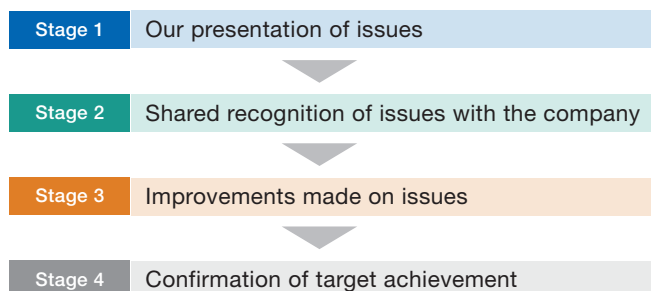 Stage 1 Our presentation of issues
Stage 2 Shared recognition of issues with the company
Stage 3 Improvements made on issues
Stage 4 Confirmation of target achievement